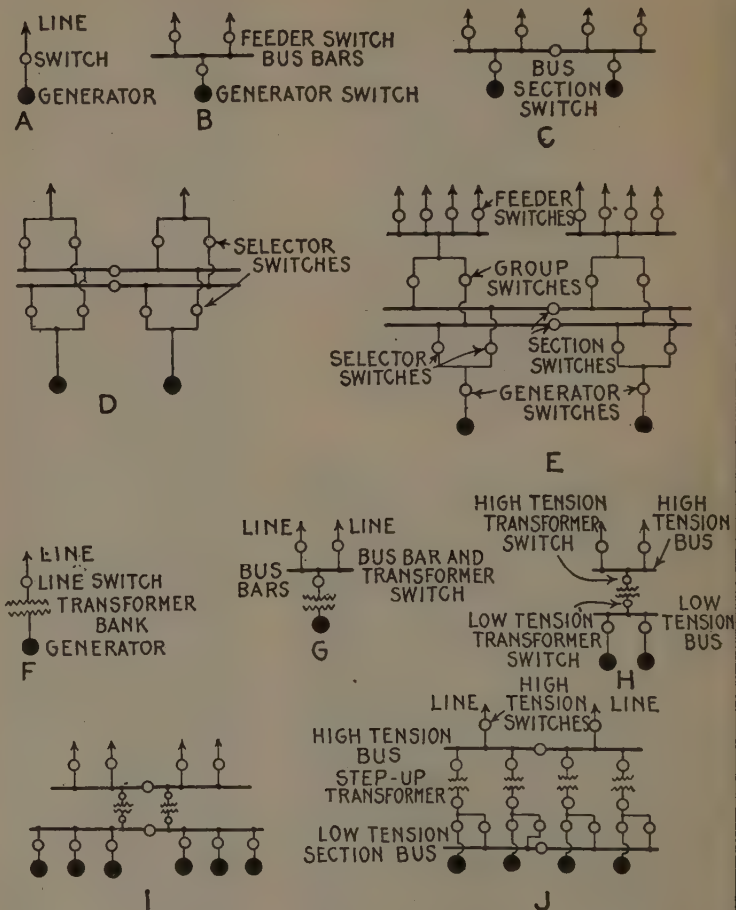 LINE
SWITCH
GENERATOR
A
FEEDER SWITCH
BUS BARS
GENERATOR SWITCH
B
BUS
SECTION
SWITCH
C
SELECTOR
SWITCHES
D
FEEDER
SWITCHES
GROUP
SWITCHES
SELECTOR
SWITCHES
SECTION
SWITCHES
GENERATOR
SWITCHES
E
LINE
LINE SWITCH
TRANSFORMER
BANK
GENERATOR
F
LINE
LINE
BUS
BARS
BUS BAR AND
TRANSFORMER
SWITCH
G
HIGH TENSION
TRANSFORMER
SWITCH
HIGH
TENSION
BUS
LOW TENSION
TRANSFORMER
SWITCH
LOW
TENSION
BUS
H
I
LINE
HIGH
TENSION
SWITCHES
LINE
HIGH TENSION
BUS
STEP-UP
TRANSFORMER
LOW TENSION
SECTION BUS
J